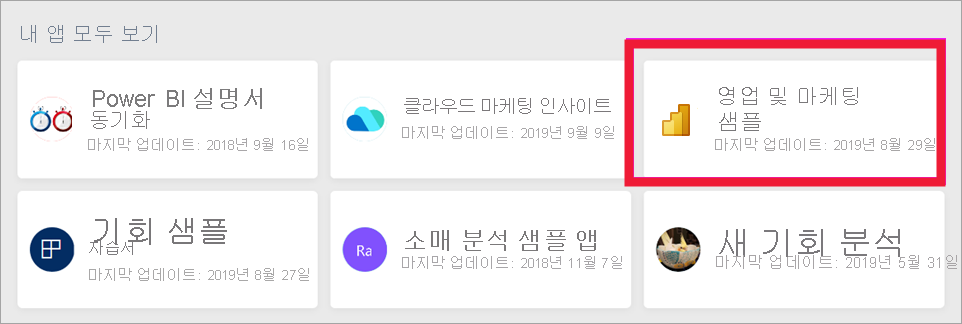 내 앱 모두 보기
Power BI 설명서
동기화
마지막 업데이트: 2018년 9월 16일
클라우드 마케팅 인사이트
마지막 업데이트: 2019년 9월 9일
영업 및 마케팅
샘플
마지막 업데이트: 2019년 8월 29일
기회 샘플
자습서
마지막 업데이트: 2019년 8월 27일
Ra
소매 분석 샘플 앱
마지막 업데이트: 2018년 11월 7일
새 기회 분석
마지막 업데이트: 2019년 5월 31일